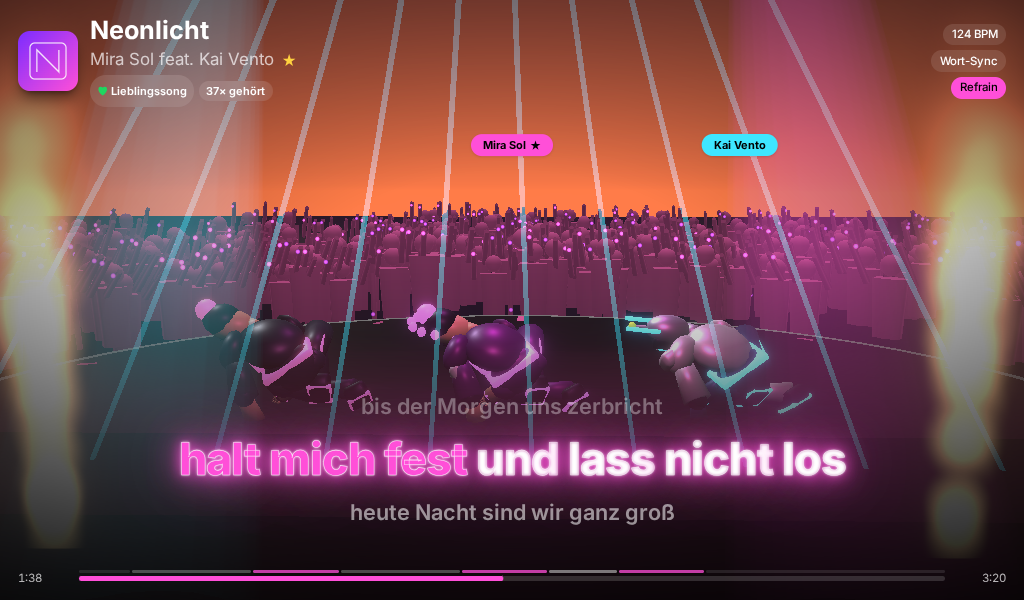 N
Neonlicht
Mira Sol feat. Kai Vento ★
Lieblingssong
37× gehört
124 BPM
Wort-Sync
Refrain
Mira Sol ★
Kai Vento
bis der Morgen uns zerbricht
halt mich fest und lass nicht los
heute Nacht sind wir ganz groß
1:38
3:20